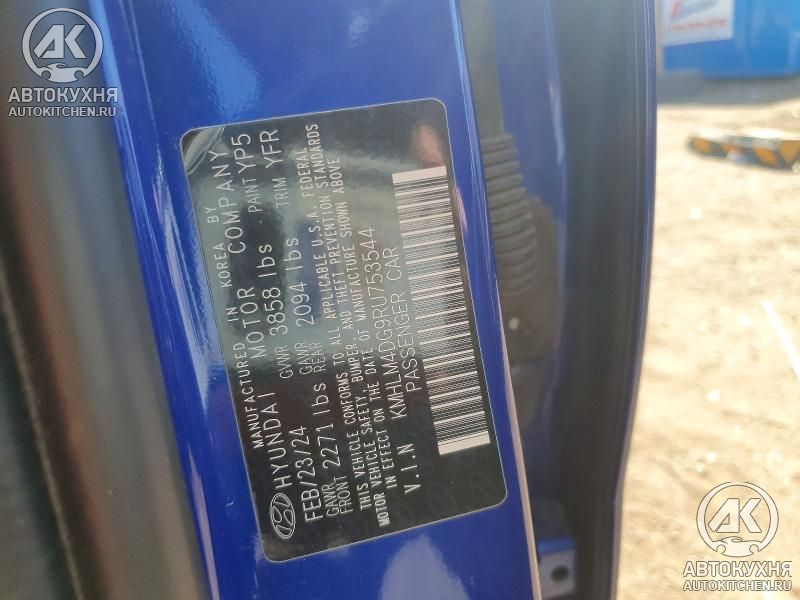 АВТОКУХНЯ
AUTOKITCHEN.RU
MANUFACTURED IN KOREA BY
HYUNDAI MOTOR COMPANY
FEB/23/24 GVWR 3858 lbs PAINT YP5
GAWR FRONT 2271 lbs GAWR REAR 2094 lbs TRIM YFR
THIS VEHICLE CONFORMS TO ALL APPLICABLE U.S.A. FEDERAL
MOTOR VEHICLE SAFETY, BUMPER AND THEFT PREVENTION STANDARDS
IN EFFECT ON THE DATE OF MANUFACTURE SHOWN ABOVE
V.I.N KMHLM4DG9RU753544
PASSENGER CAR
АВТОКУХНЯ
AUTOKITCHEN.RU